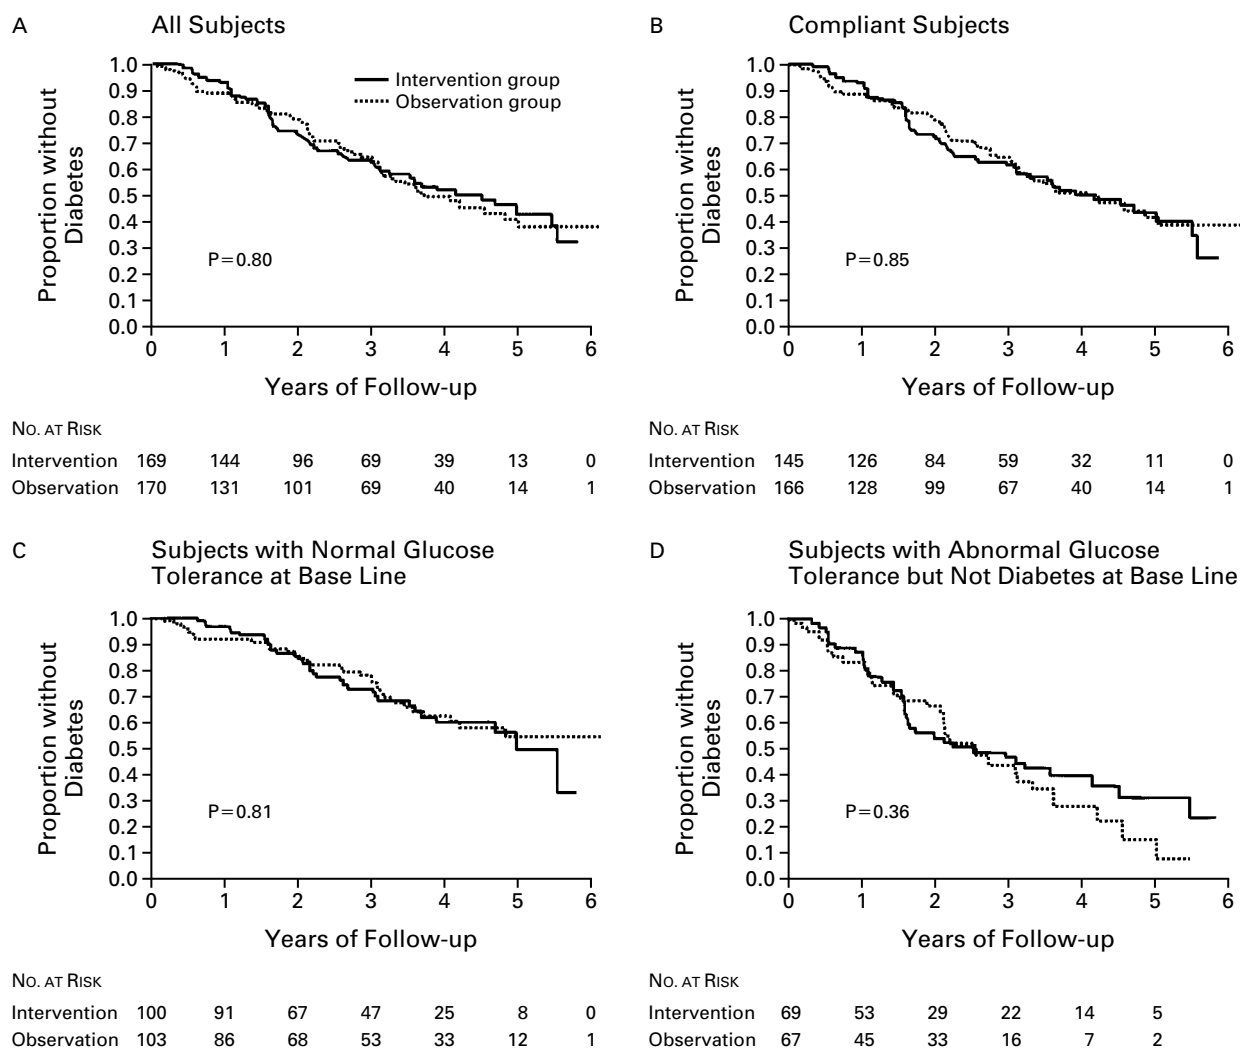 A All Subjects
1.0
0.9
0.8
0.7
0.6
0.5
0.4
0.3
0.2
0.1
0.0
Proportion without
Diabetes
Intervention group
Observation group
P=0.80
0 1 2 3 4 5 6
Years of Follow-up
NO. AT RISK
Intervention 169 144 96 69 39 13 0
Observation 170 131 101 69 40 14 1
B Compliant Subjects
1.0
0.9
0.8
0.7
0.6
0.5
0.4
0.3
0.2
0.1
0.0
Proportion without
Diabetes
P=0.85
0 1 2 3 4 5 6
Years of Follow-up
NO. AT RISK
Intervention 145 126 84 59 32 11 0
Observation 166 128 99 67 40 14 1
C Subjects with Normal Glucose
Tolerance at Base Line
1.0
0.9
0.8
0.7
0.6
0.5
0.4
0.3
0.2
0.1
0.0
Proportion without
Diabetes
P=0.81
0 1 2 3 4 5 6
Years of Follow-up
NO. AT RISK
Intervention 100 91 67 47 25 8 0
Observation 103 86 68 53 33 12 1
D Subjects with Abnormal Glucose
Tolerance but Not Diabetes at Base Line
1.0
0.9
0.8
0.7
0.6
0.5
0.4
0.3
0.2
0.1
0.0
Proportion without
Diabetes
P=0.36
0 1 2 3 4 5 6
Years of Follow-up
NO. AT RISK
Intervention 69 53 29 22 14 5
Observation 67 45 33 16 7 2